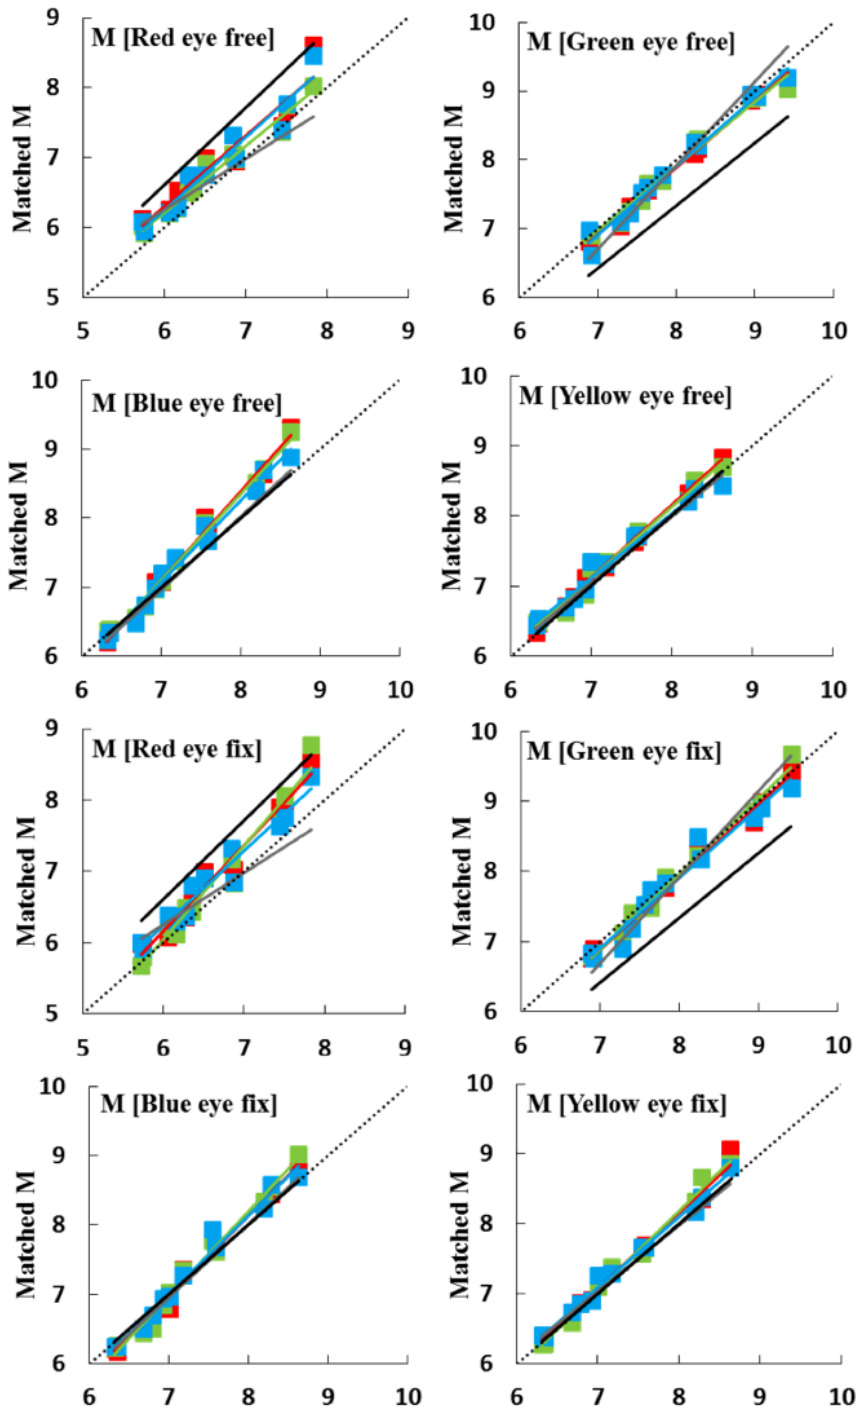 M [Red eye free]
Matched M
9
8
7
6
5
5 6 7 8 9
M [Green eye free]
Matched M
10
9
8
7
6
6 7 8 9 10
M [Blue eye free]
Matched M
10
9
8
7
6
6 7 8 9 10
M [Yellow eye free]
Matched M
10
9
8
7
6
6 7 8 9 10
M [Red eye fix]
Matched M
9
8
7
6
5
5 6 7 8 9
M [Green eye fix]
Matched M
10
9
8
7
6
6 7 8 9 10
M [Blue eye fix]
Matched M
10
9
8
7
6
6 7 8 9 10
M [Yellow eye fix]
Matched M
10
9
8
7
6
6 7 8 9 10